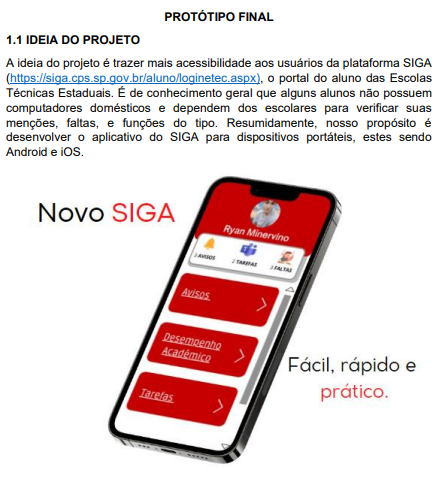 PROTÓTIPO FINAL
1.1 IDEIA DO PROJETO
A ideia do projeto é trazer mais acessibilidade aos usuários da plataforma SIGA
(https://siga.cps.sp.gov.br/aluno/loginetec.aspx), o portal do aluno das Escolas
Técnicas Estaduais. É de conhecimento geral que alguns alunos não possuem
computadores domésticos e dependem dos escolares para verificar suas
menções, faltas, e funções do tipo. Resumidamente, nosso propósito é
desenvolver o aplicativo do SIGA para dispositivos portáteis, estes sendo
Android e iOS.
Novo SIGA
Ryan Minervino
3 AVISOS
2 TAREFAS
2 FALTAS
Avisos
Desempenho
Acadêmico
Tarefas
Fácil, rápido e
prático.